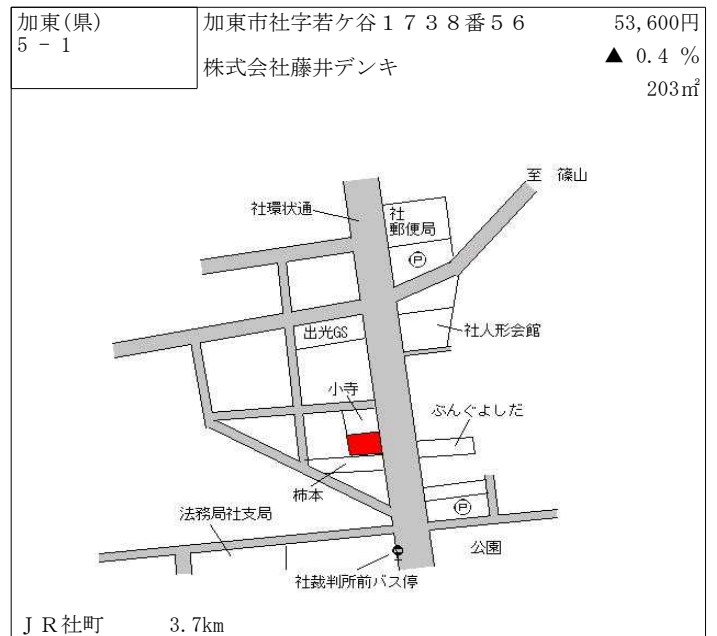 加東(県)
5 - 1
加東市社字若ケ谷１７３８番５６
53,600円
株式会社藤井デンキ
▲ 0.4 %
203㎡
至 篠山
社環状通
社
郵便局
P
出光GS
社人形会館
小寺
ぶんぐよしだ
柿本
P
法務局社支局
公園
社裁判所前バス停
ＪＲ社町 3.7km